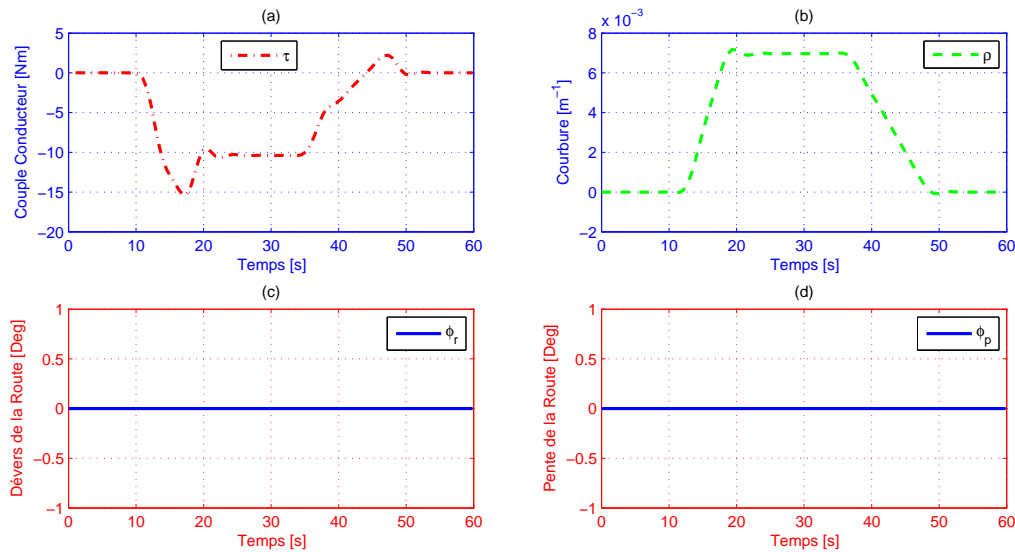 (a)
5
0
−5
−10
−15
−20
Couple Conducteur [Nm]
τ
0 10 20 30 40 50 60
Temps [s]
(b)
x 10−3
8
6
4
2
0
−2
Courbure [m−1]
ρ
0 10 20 30 40 50 60
Temps [s]
(c)
1
0.5
0
−0.5
−1
Dévers de la Route [Deg]
ϕr
0 10 20 30 40 50 60
Temps [s]
(d)
1
0.5
0
−0.5
−1
Pente de la Route [Deg]
ϕp
0 10 20 30 40 50 60
Temps [s]